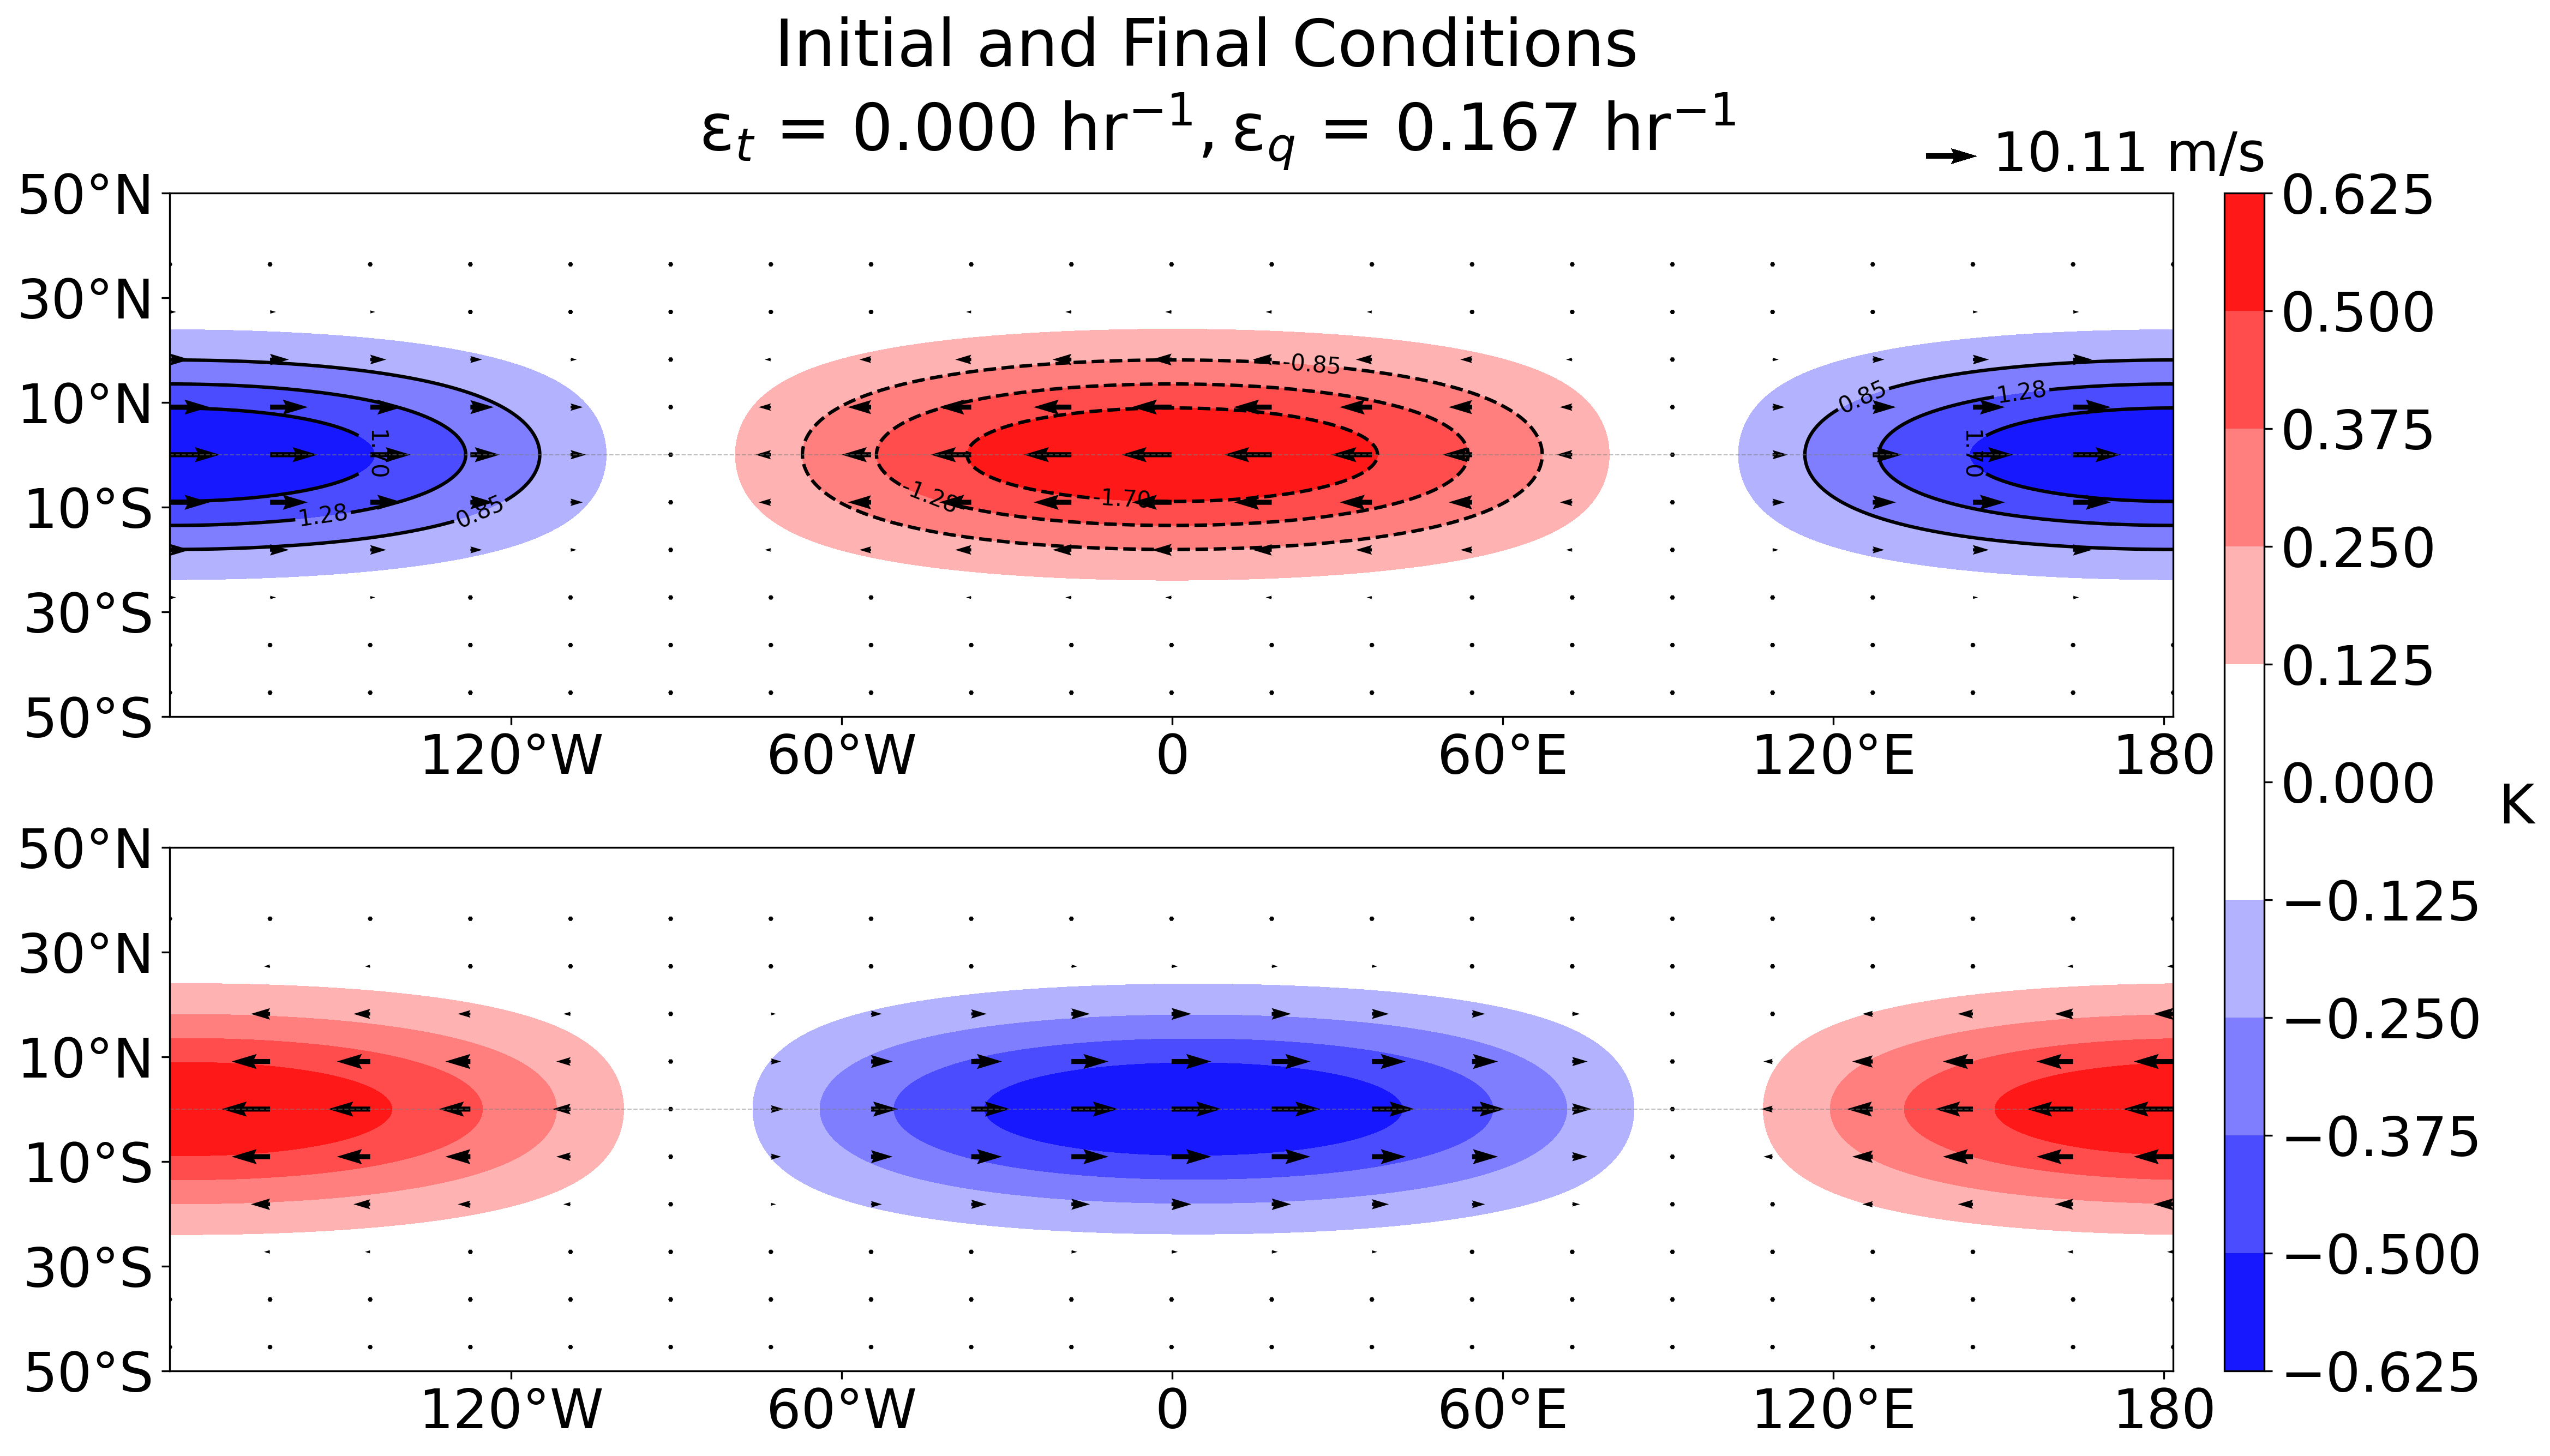 Initial and Final Conditions
εₜ = 0.000 hr⁻¹, ε_q = 0.167 hr⁻¹
10.11 m/s
50°N
30°N
10°N
10°S
30°S
50°S
-0.85
-1.28
-1.70
1.28
0.85
0.85
1.28
120°W 60°W 0 60°E 120°E 180
50°N
30°N
10°N
10°S
30°S
50°S
120°W 60°W 0 60°E 120°E 180
0.625
0.500
0.375
0.250
0.125
0.000
−0.125
−0.250
−0.375
−0.500
−0.625
K